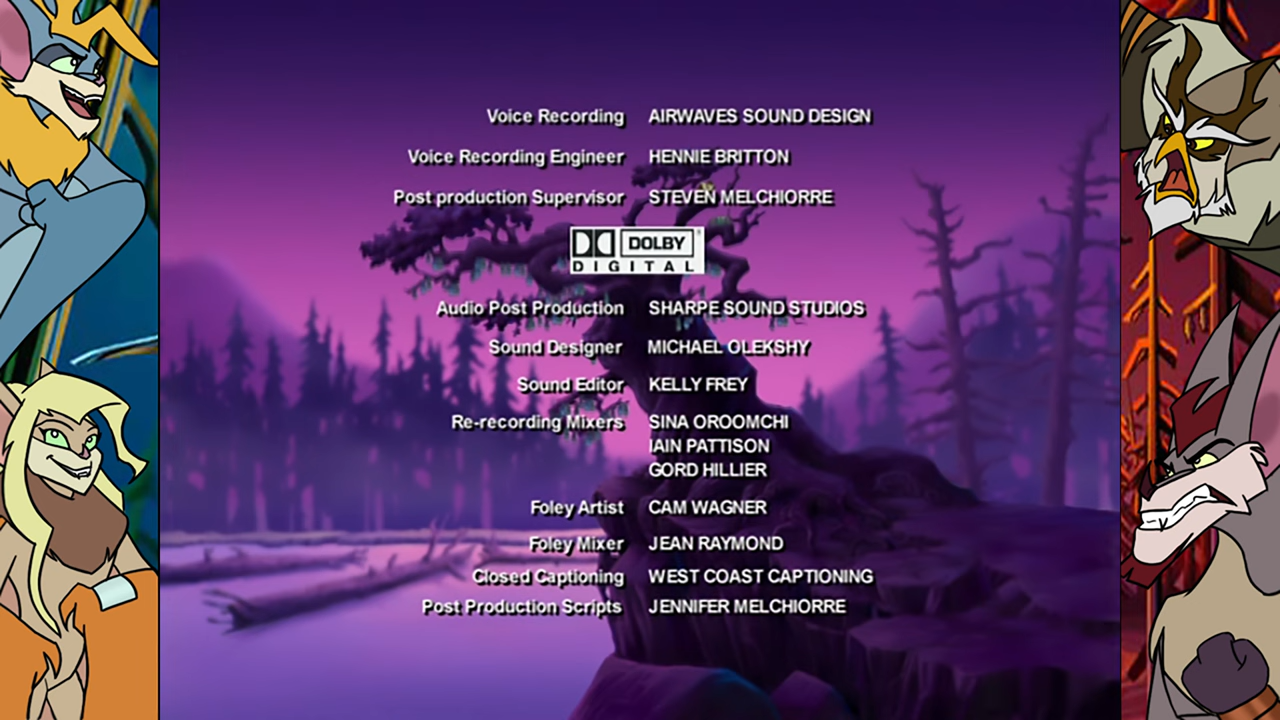 Voice Recording AIRWAVES SOUND DESIGN
Voice Recording Engineer HENNIE BRITTON
Post production Supervisor STEVEN MELCHIORRE
DOLBY
DIGITAL
Audio Post Production SHARPE SOUND STUDIOS
Sound Designer MICHAEL OLEKSHY
Sound Editor KELLY FREY
Re-recording Mixers SINA OROOMCHI
IAIN PATTISON
GORD HILLIER
Foley Artist CAM WAGNER
Foley Mixer JEAN RAYMOND
Closed Captioning WEST COAST CAPTIONING
Post Production Scripts JENNIFER MELCHIORRE